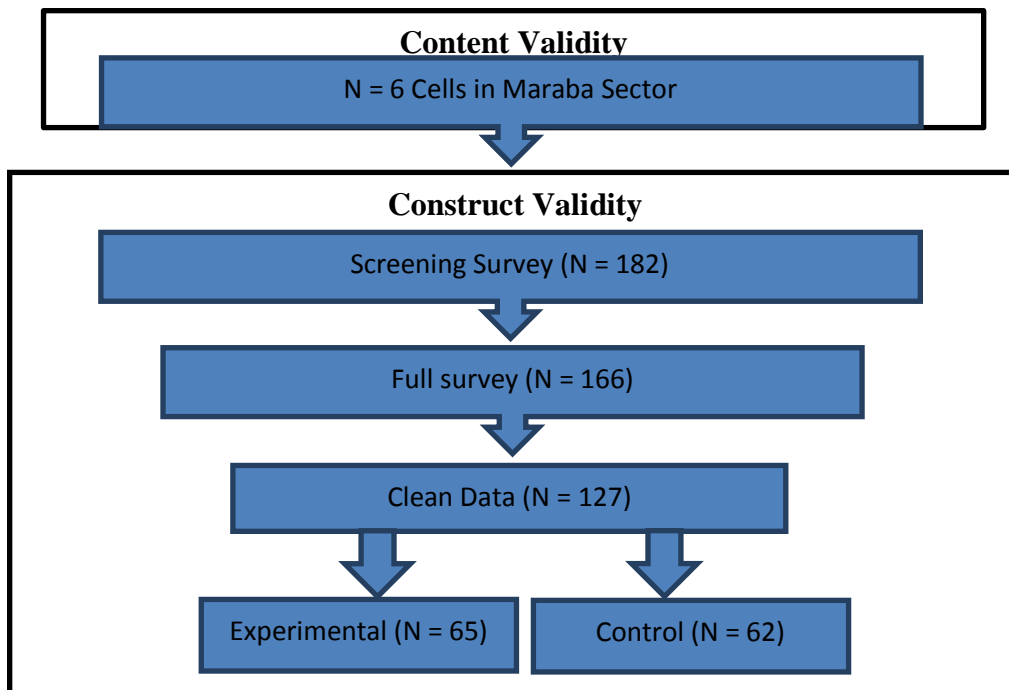 Content Validity
N = 6 Cells in Maraba Sector
Construct Validity
Screening Survey (N = 182)
Full survey (N = 166)
Clean Data (N = 127)
Experimental (N = 65)
Control (N = 62)